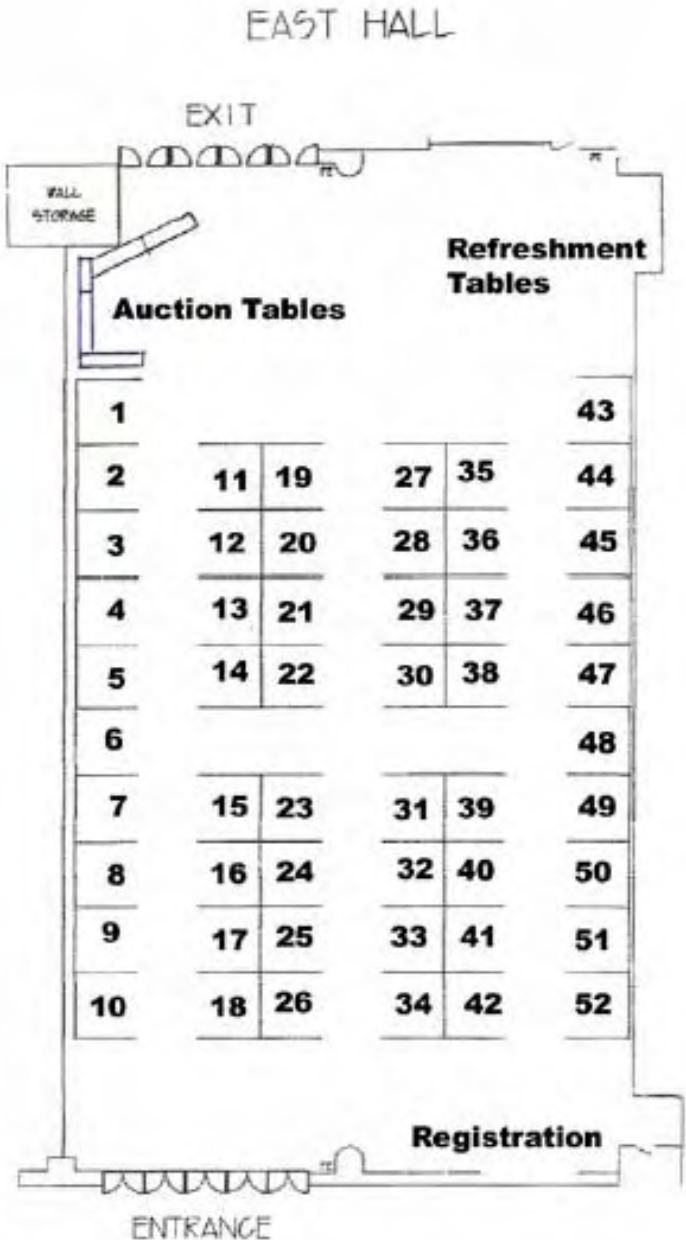 EAST HALL
EXIT
WALL
STORAGE
Refreshment
Tables
Auction Tables
1
43
2 11 19 27 35 44
3 12 20 28 36 45
4 13 21 29 37 46
5 14 22 30 38 47
6 48
7 15 23 31 39 49
8 16 24 32 40 50
9 17 25 33 41 51
10 18 26 34 42 52
Registration
ENTRANCE